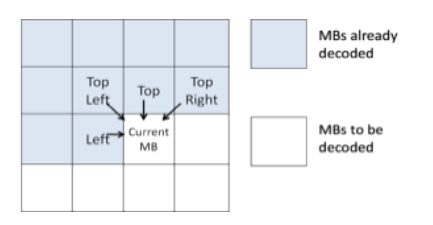 Top
Left
Top
Top
Right
Left
Current
MB
MBs already
decoded
MBs to be
decoded